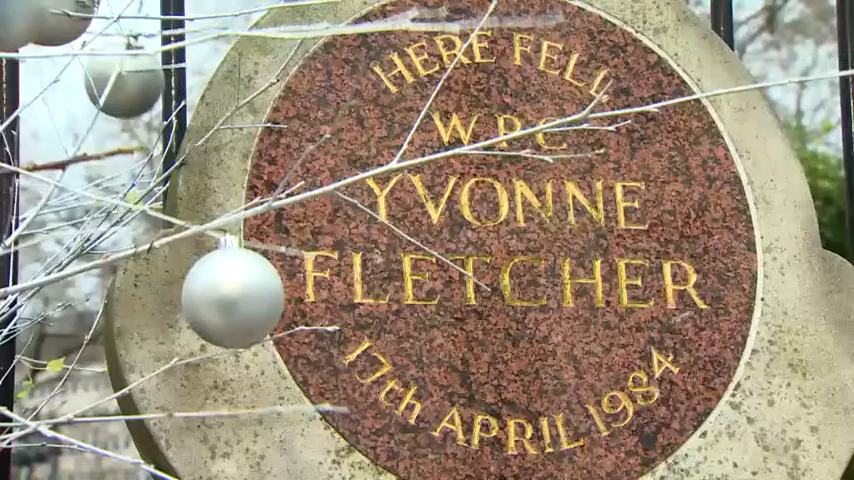 HERE FELL
WPC
YVONNE
FLETCHER
17th APRIL 1984